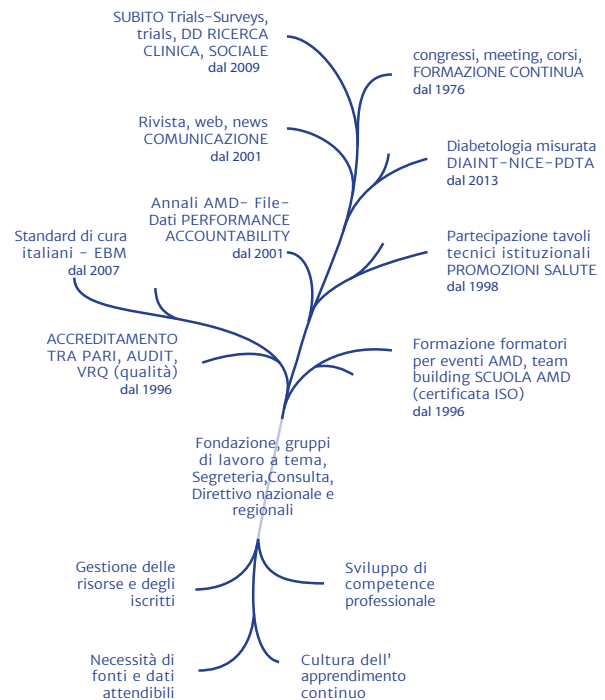 SUBITO Trials-Surveys,
trials, DD RICERCA
CLINICA, SOCIALE
dal 2009
congressi, meeting, corsi,
FORMAZIONE CONTINUA
dal 1976
Rivista, web, news
COMUNICAZIONE
dal 2001
Diabetologia misurata
DIAINT-NICE-PDTA
dal 2013
Annali AMD- File-
Dati PERFORMANCE
ACCOUNTABILITY
dal 2001
Standard di cura
italiani - EBM
dal 2007
Partecipazione tavoli
tecnici istituzionali
PROMOZIONI SALUTE
dal 1998
ACCREDITAMENTO
TRA PARI, AUDIT,
VRQ (qualità)
dal 1996
Formazione formatori
per eventi AMD, team
building SCUOLA AMD
(certificata ISO)
dal 1996
Fondazione, gruppi
di lavoro a tema,
Segreteria,Consulta,
Direttivo nazionale e
regionali
Gestione delle
risorse e degli
iscritti
Sviluppo di
competence
professionale
Necessità di
fonti e dati
attendibili
Cultura dell'
apprendimento
continuo